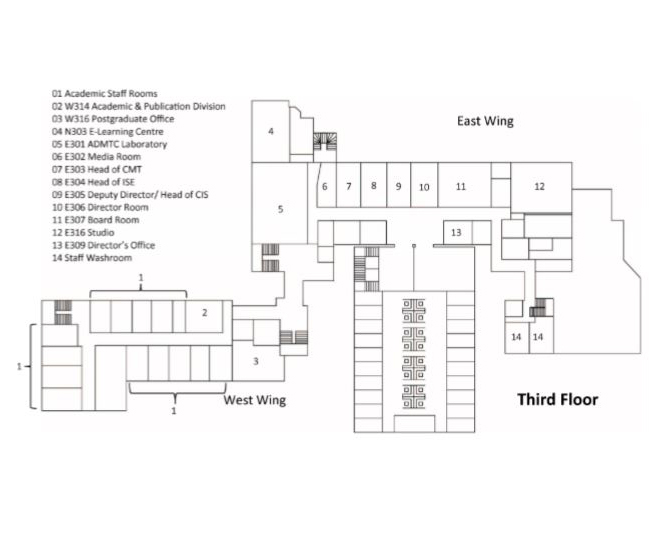 01 Academic Staff Rooms
02 W314 Academic & Publication Division
03 W316 Postgraduate Office
04 N303 E-Learning Centre
05 E301 ADMTC Laboratory
06 E302 Media Room
07 E303 Head of CMT
08 E304 Head of ISE
09 E305 Deputy Director/ Head of CIS
10 E306 Director Room
11 E307 Board Room
12 E316 Studio
13 E309 Director's Office
14 Staff Washroom
East Wing
4
6 7 8 9 10 11 12
5
13
1
2
14 14
3
1
1
West Wing
Third Floor